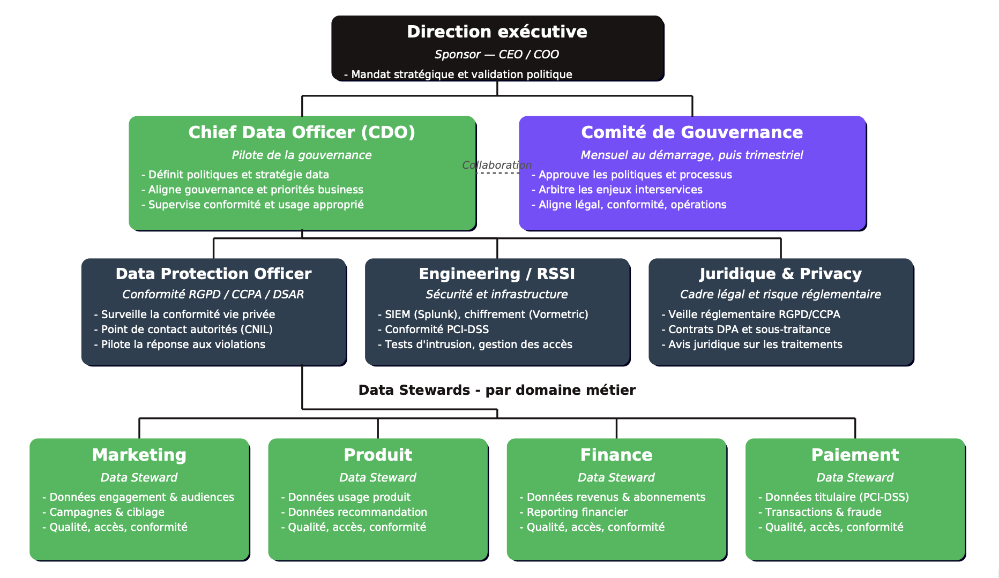 Direction exécutive
Sponsor — CEO / COO
- Mandat stratégique et validation politique
Chief Data Officer (CDO)
Pilote de la gouvernance
- Définit politiques et stratégie data
- Aligne gouvernance et priorités business
- Supervise conformité et usage approprié
Collaboration
Comité de Gouvernance
Mensuel au démarrage, puis trimestriel
- Approuve les politiques et processus
- Arbitre les enjeux interservices
- Aligne légal, conformité, opérations
Data Protection Officer
Conformité RGPD / CCPA / DSAR
- Surveille la conformité vie privée
- Point de contact autorités (CNIL)
- Pilote la réponse aux violations
Engineering / RSSI
Sécurité et infrastructure
- SIEM (Splunk), chiffrement (Vormetric)
- Conformité PCI-DSS
- Tests d'intrusion, gestion des accès
Juridique & Privacy
Cadre légal et risque réglementaire
- Veille réglementaire RGPD/CCPA
- Contrats DPA et sous-traitance
- Avis juridique sur les traitements
Data Stewards - par domaine métier
Marketing
Data Steward
- Données engagement & audiences
- Campagnes & ciblage
- Qualité, accès, conformité
Produit
Data Steward
- Données usage produit
- Données recommandation
- Qualité, accès, conformité
Finance
Data Steward
- Données revenus & abonnements
- Reporting financier
- Qualité, accès, conformité
Paiement
Data Steward
- Données titulaire (PCI-DSS)
- Transactions & fraude
- Qualité, accès, conformité